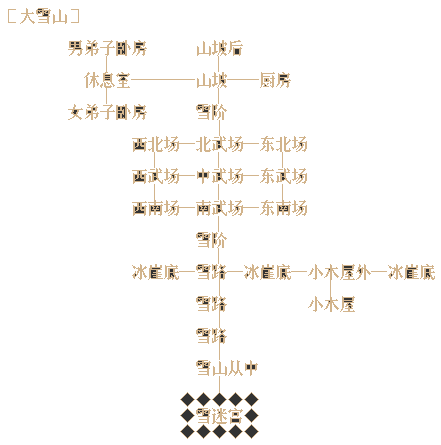 [大雪山]
男弟子卧房 山坡后
休息室 山坡 厨房
女弟子卧房 雪阶
西北场 北武场 东北场
西武场 中武场 东武场
西南场 南武场 东南场
雪阶
冰崖底 雪路 冰崖底 小木屋外 冰崖底
雪路 小木屋
雪路
雪山丛中
雪迷宫